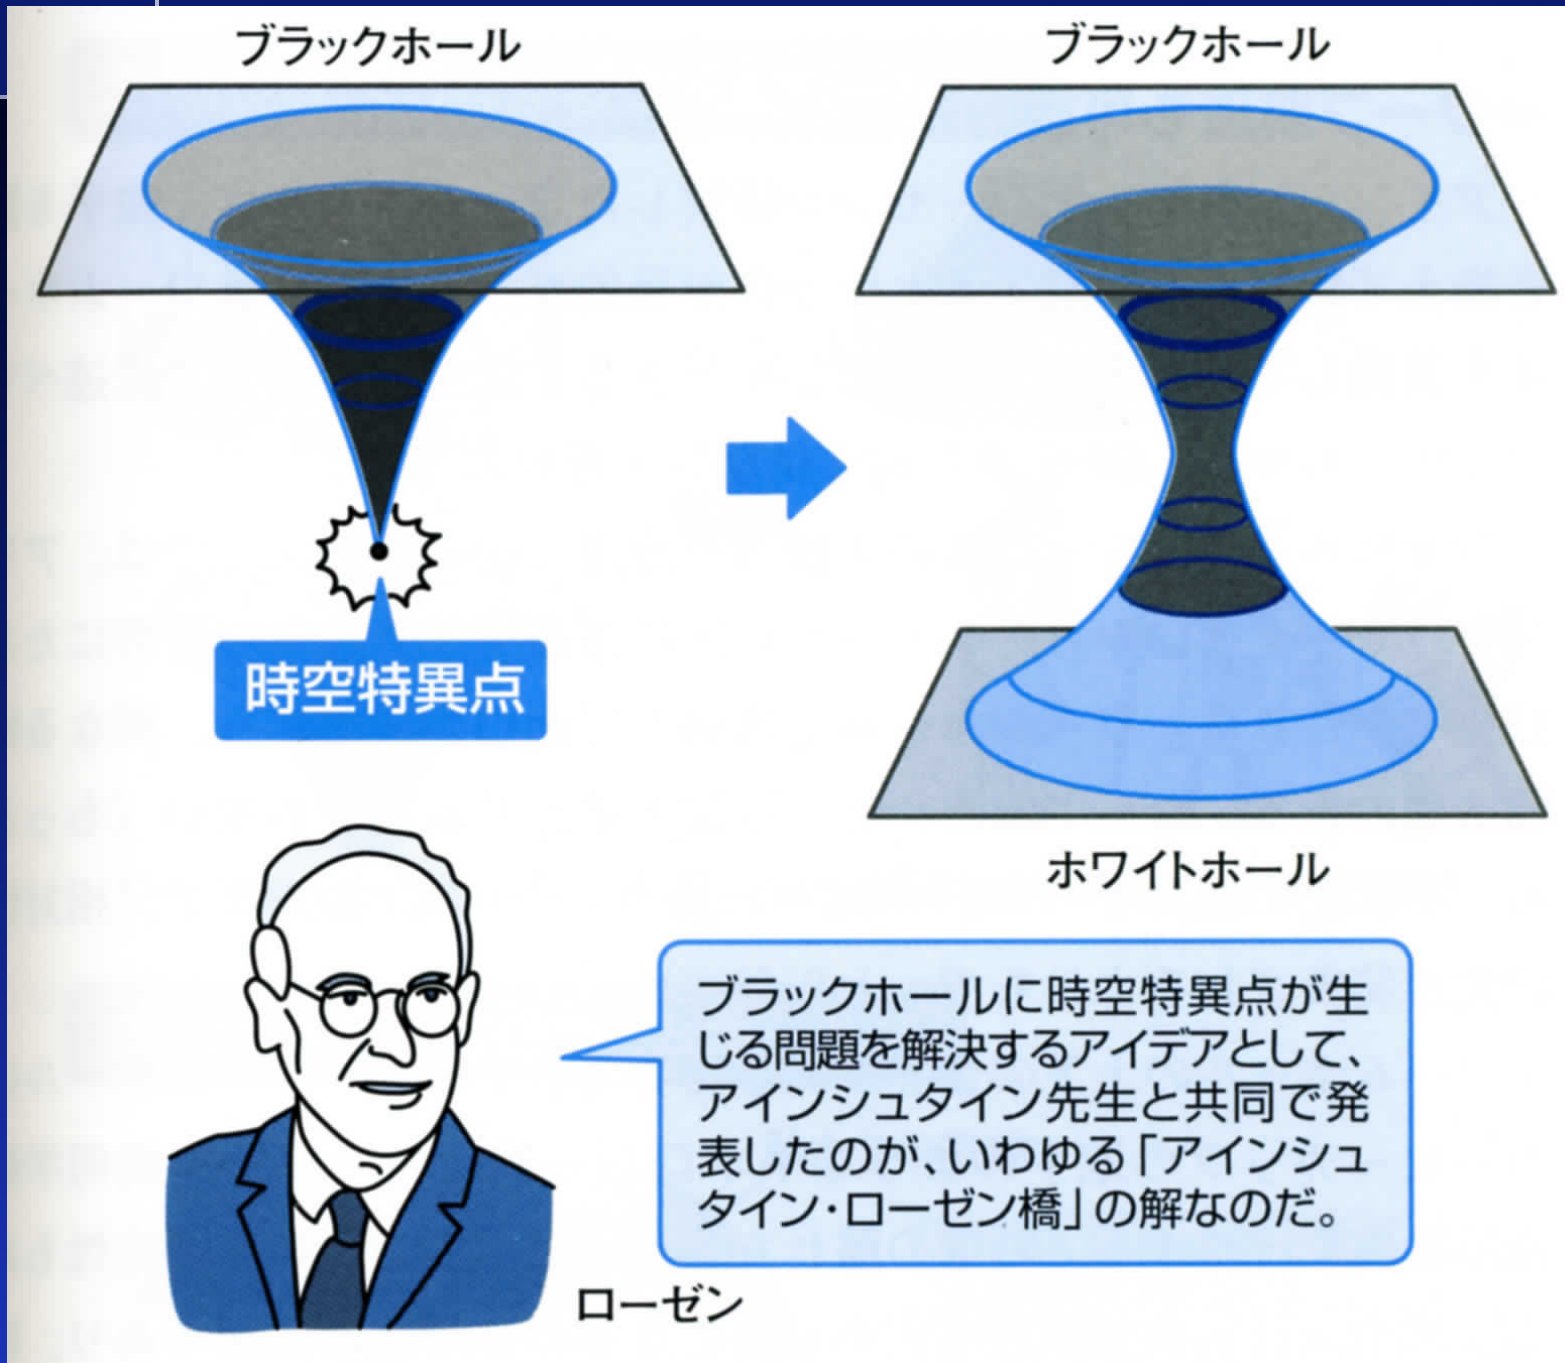 ブラックホール
ブラックホール
時空特異点
ホワイトホール
ブラックホールに時空特異点が生
じる問題を解決するアイデアとして、
アインシュタイン先生と共同で発
表したのが、いわゆる「アインシュ
タイン・ローゼン橋」の解なのだ。
ローゼン